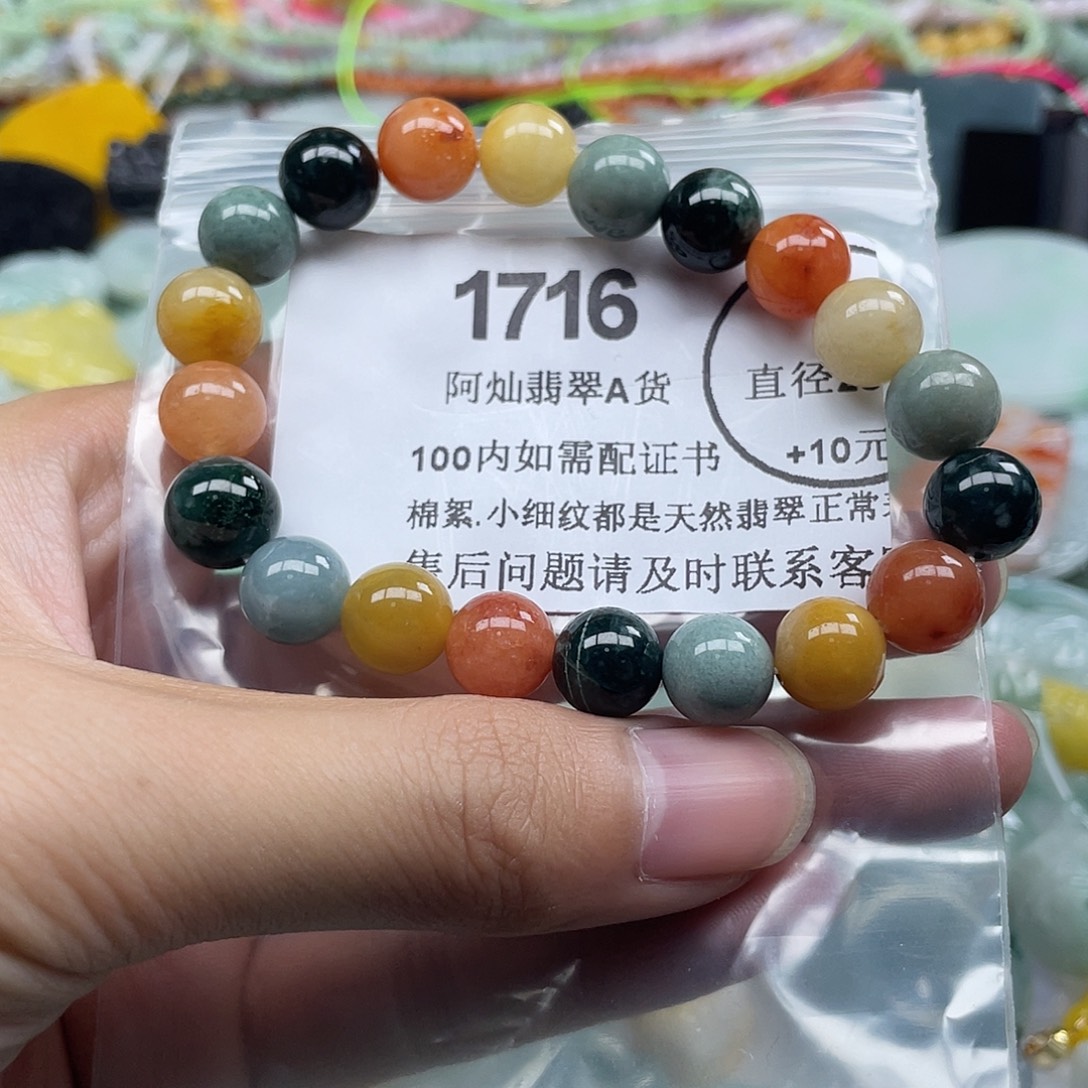 1716
阿灿翡翠A货
直径
100内如需配证书
+10元
棉絮.小细纹都是天然翡翠正常
售后问题请及时联系客